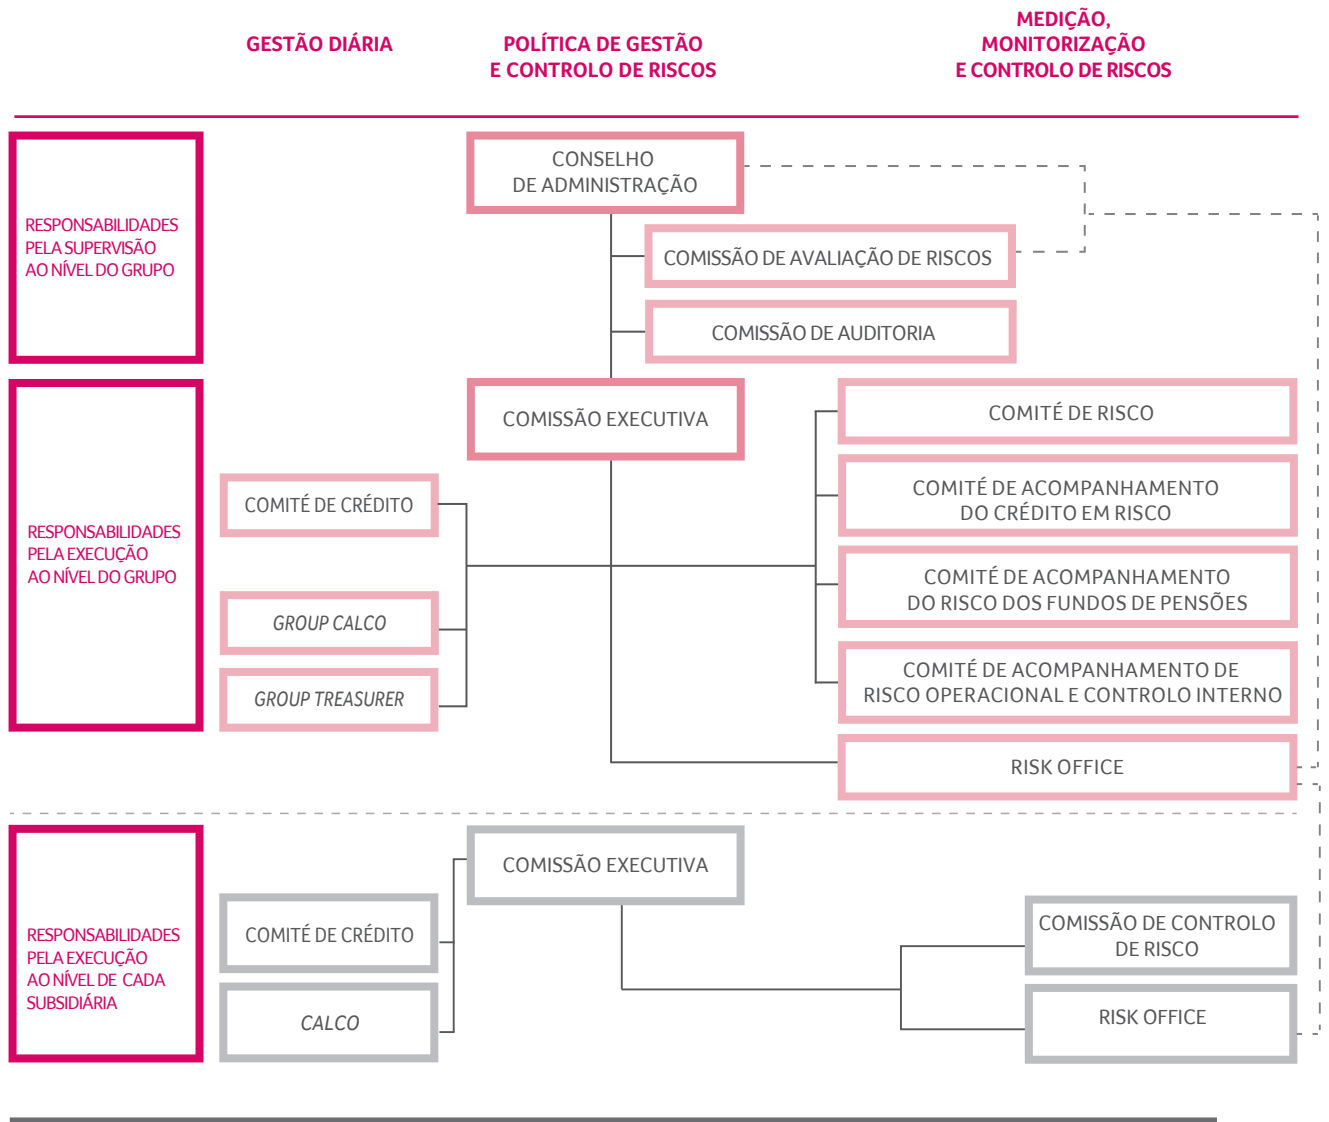 GESTÃO DIÁRIA
POLÍTICA DE GESTÃO
E CONTROLO DE RISCOS
MEDIÇÃO,
MONITORIZAÇÃO
E CONTROLO DE RISCOS
RESPONSABILIDADES
PELA SUPERVISÃO
AO NÍVEL DO GRUPO
CONSELHO
DE ADMINISTRAÇÃO
COMISSÃO DE AVALIAÇÃO DE RISCOS
COMISSÃO DE AUDITORIA
RESPONSABILIDADES
PELA EXECUÇÃO
AO NÍVEL DO GRUPO
COMISSÃO EXECUTIVA
COMITÉ DE CRÉDITO
GROUP CALCO
GROUP TREASURER
COMITÉ DE RISCO
COMITÉ DE ACOMPANHAMENTO
DO CRÉDITO EM RISCO
COMITÉ DE ACOMPANHAMENTO
DO RISCO DOS FUNDOS DE PENSÕES
COMITÉ DE ACOMPANHAMENTO DE
RISCO OPERACIONAL E CONTROLO INTERNO
RISK OFFICE
RESPONSABILIDADES
PELA EXECUÇÃO
AO NÍVEL DE CADA
SUBSIDIÁRIA
COMISSÃO EXECUTIVA
COMITÉ DE CRÉDITO
CALCO
COMISSÃO DE CONTROLO
DE RISCO
RISK OFFICE